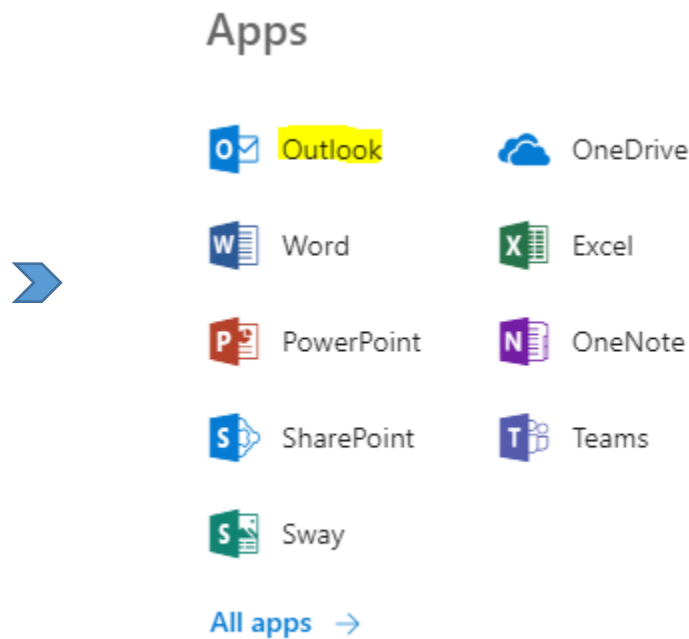 Apps
Outlook OneDrive
Word Excel
PowerPoint OneNote
SharePoint Teams
Sway
All apps →